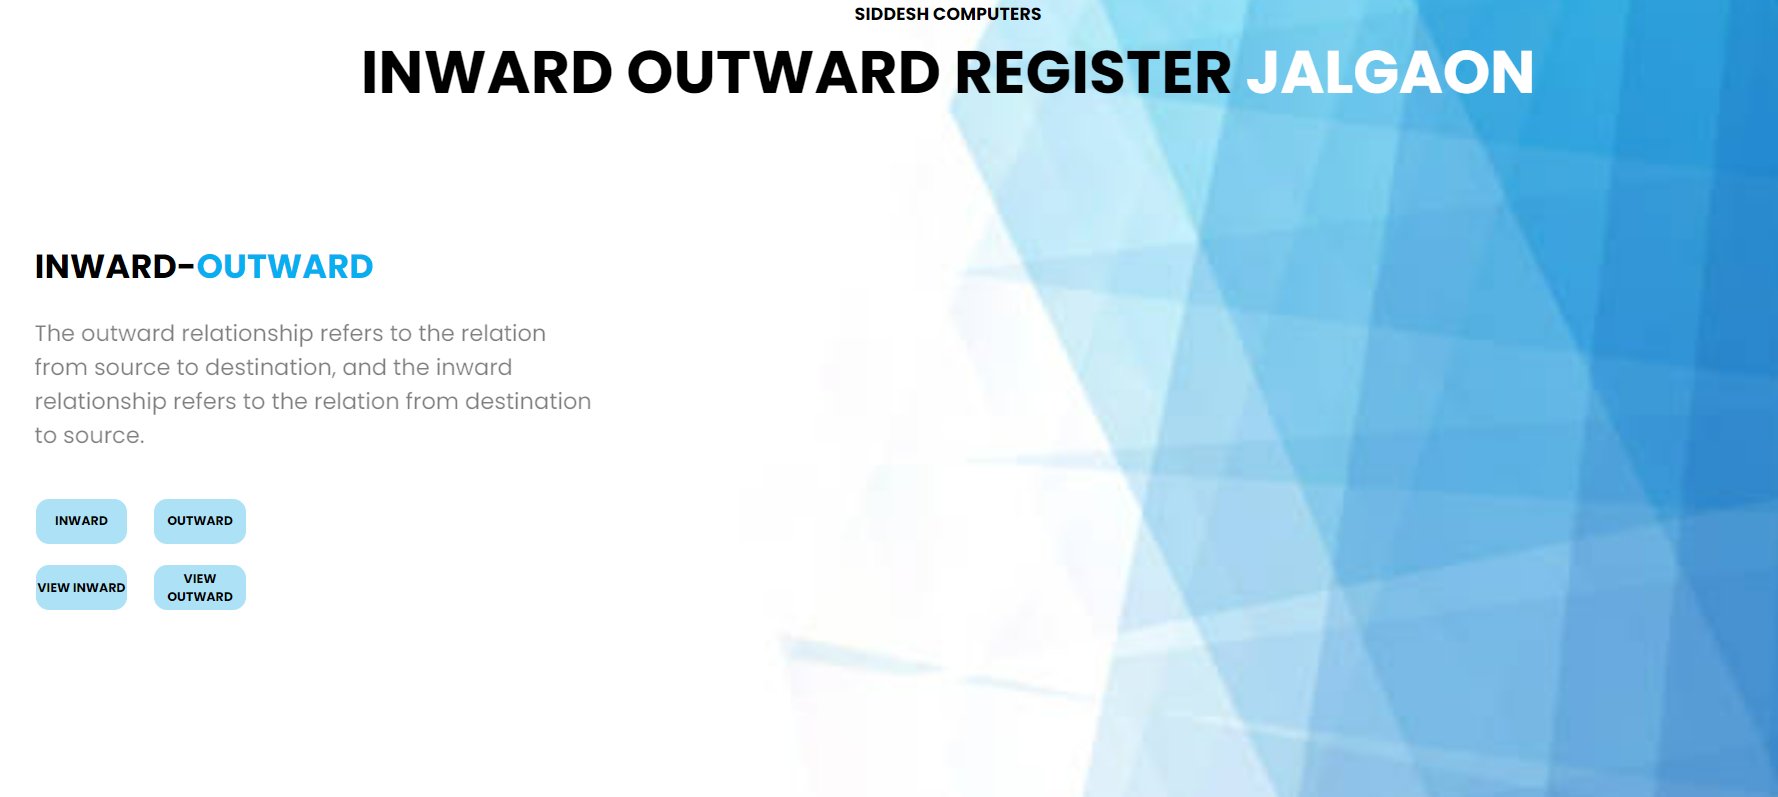 SIDDESH COMPUTERS
INWARD OUTWARD REGISTER JALGAON
INWARD-OUTWARD
The outward relationship refers to the relation
from source to destination, and the inward
relationship refers to the relation from destination
to source.
INWARD
OUTWARD
VIEW INWARD
VIEW
OUTWARD